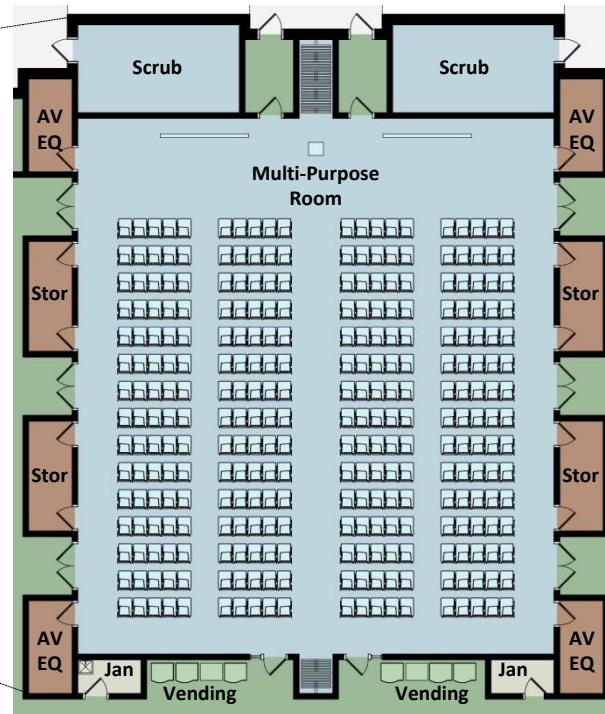 Scrub
Scrub
AV
EQ
AV
EQ
Multi-Purpose
Room
Stor
Stor
Stor
Stor
AV
EQ
AV
EQ
Jan
Jan
Vending
Vending